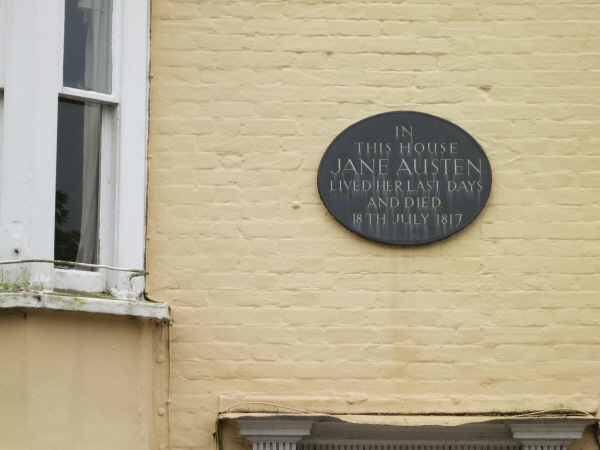 IN
THIS HOUSE
JANE AUSTEN
LIVED HER LAST DAYS
AND DIED
18TH JULY 1817